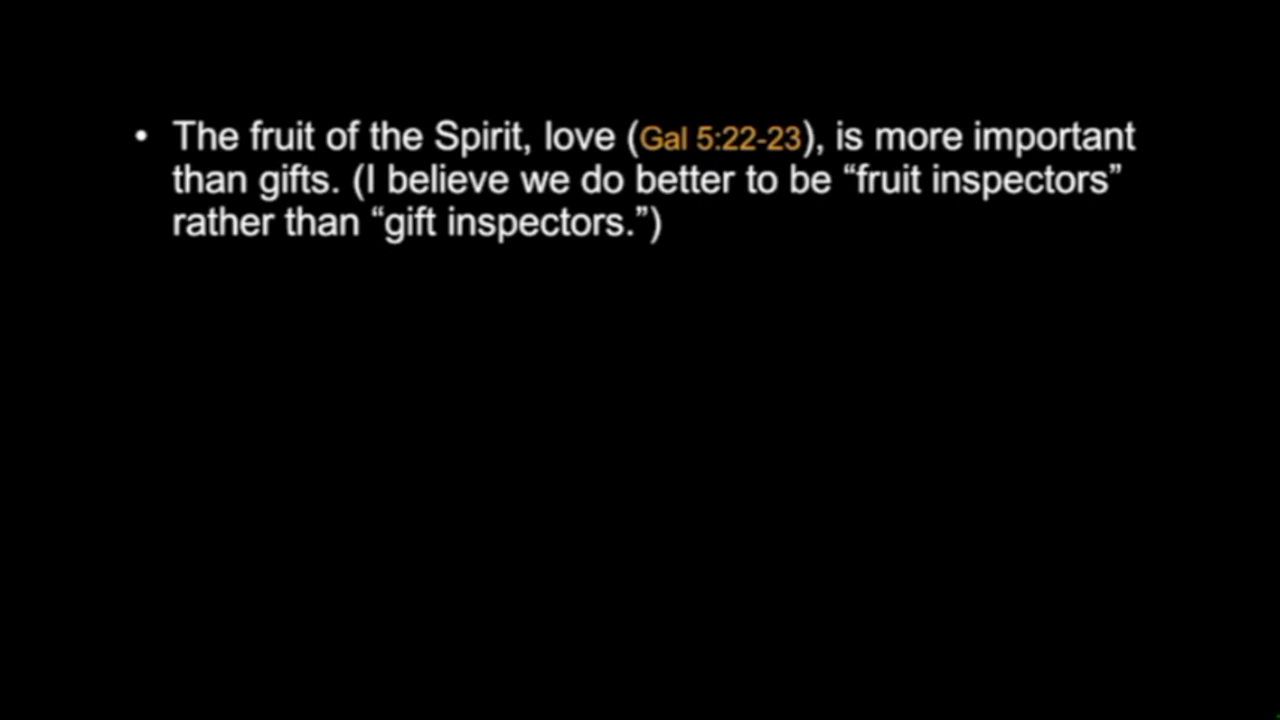 • The fruit of the Spirit, love (Gal 5:22-23), is more important
than gifts. (I believe we do better to be “fruit inspectors”
rather than “gift inspectors.”)